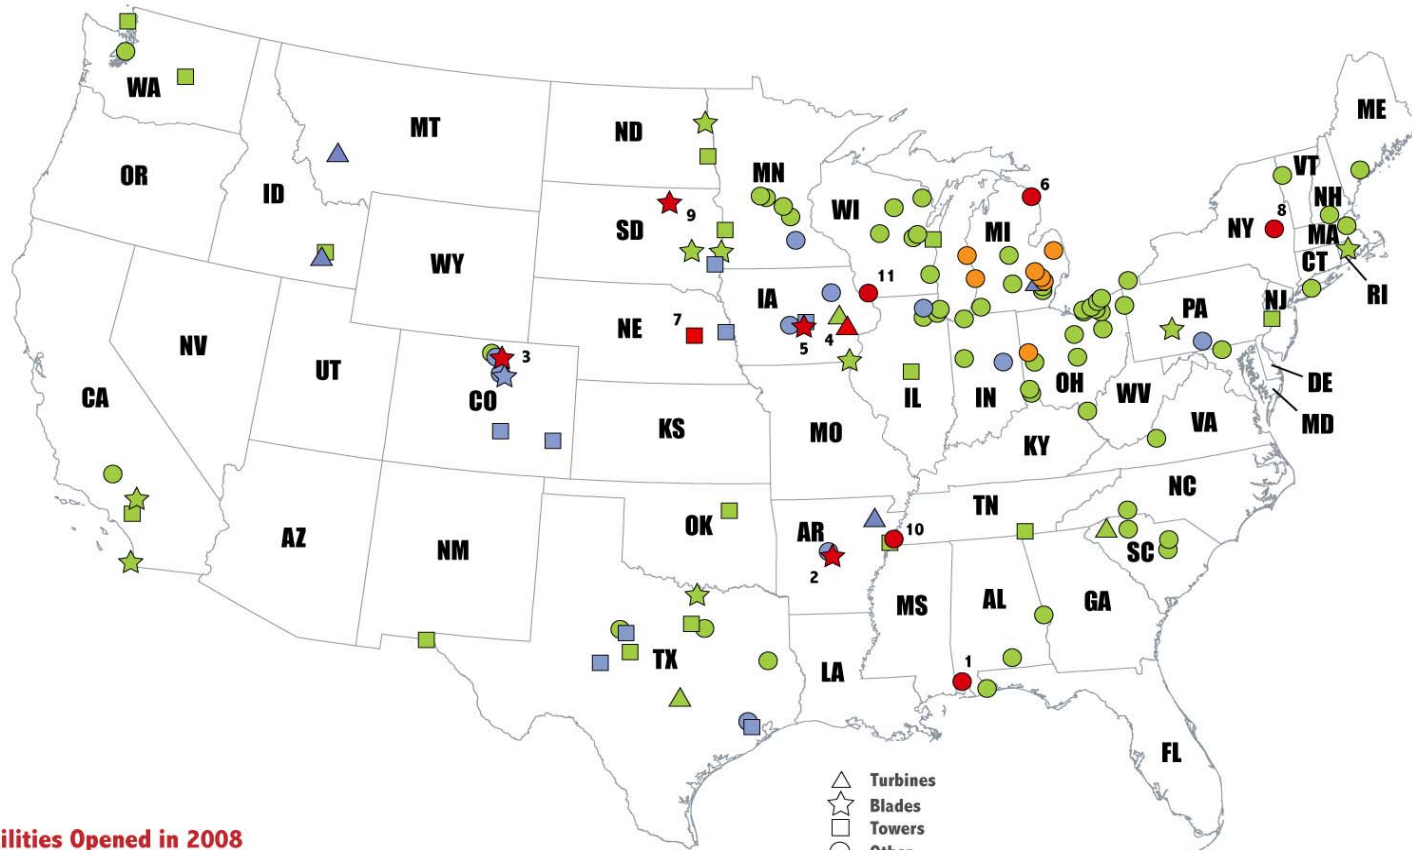 WA
MT
ND
MN
ME
OR
ID
VT
NH
WI
6
8
SD
9
MI
NY
MA
CT
WY
RI
IA
11
NE
7
PA
NJ
NV
5
4
3
UT
CA
CO
IL
IN
OH
WV
DE
MD
KS
MO
KY
VA
NC
AZ
NM
OK
AR
10
TN
2
SC
MS
AL
GA
TX
LA
1
FL
Turbines
Blades
Towers
ilities Opened in 2008